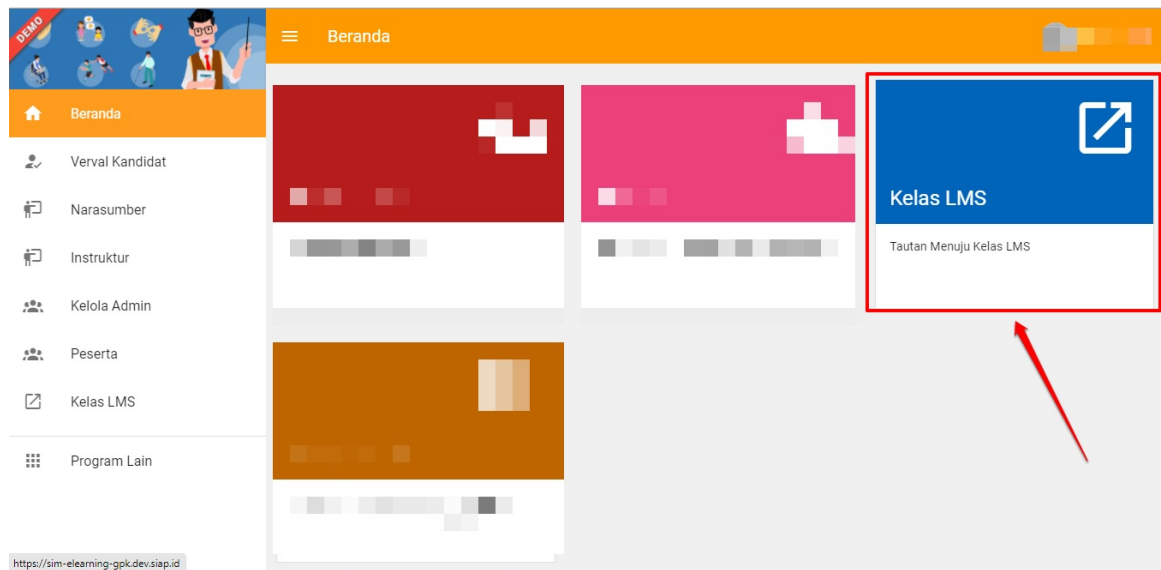 DEMO
Beranda
Beranda
Verval Kandidat
Narasumber
Instruktur
Kelola Admin
Peserta
Kelas LMS
Program Lain
Kelas LMS
Tautan Menuju Kelas LMS
https://sim-elearning-gpk.dev.siap.id